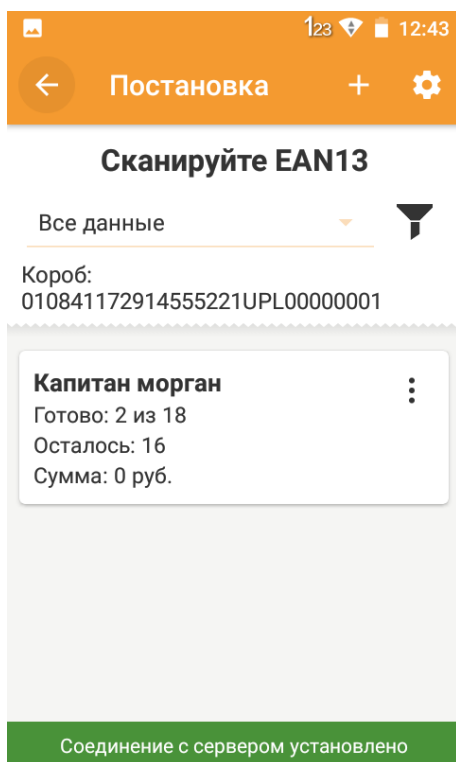 123 12:43
Постановка
Сканируйте EAN13
Все данные
Короб:
010841172914555221UPL00000001
Капитан морган
Готово: 2 из 18
Осталось: 16
Сумма: 0 руб.
Соединение с сервером установлено